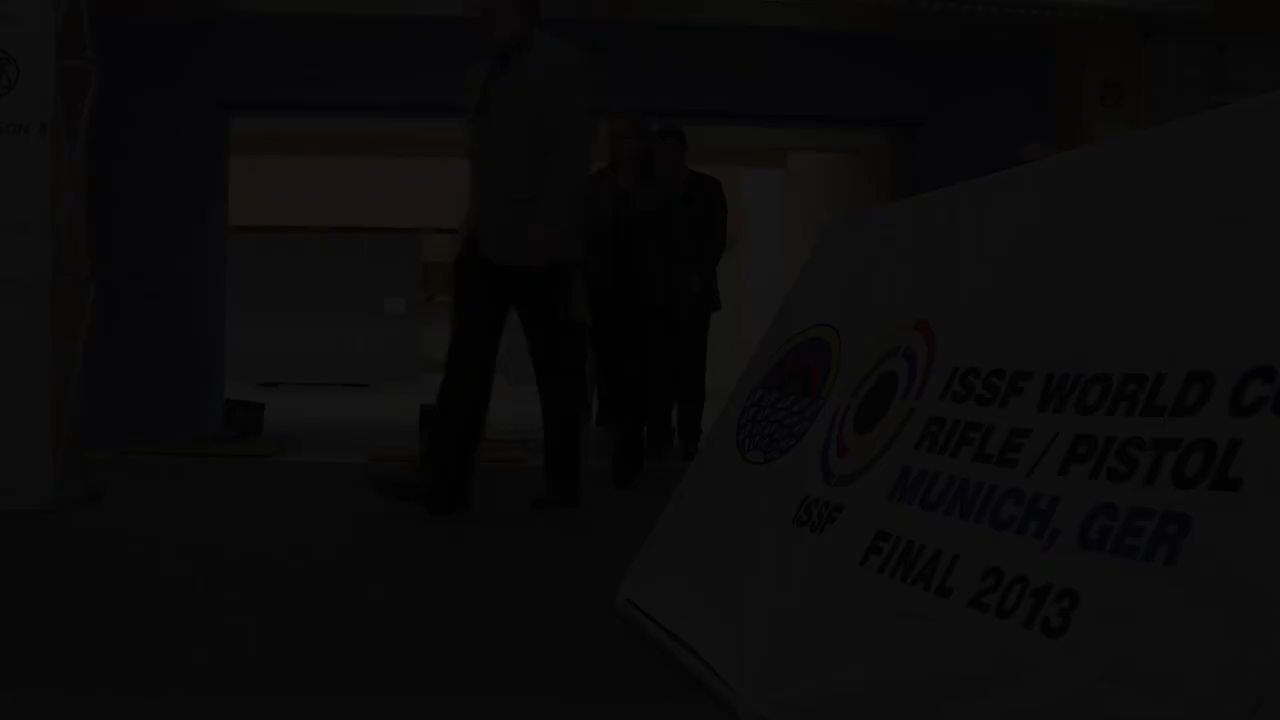 ISSF WORLD C
RIFLE / PISTOL
MUNICH, GER
ISSF
FINAL 2013